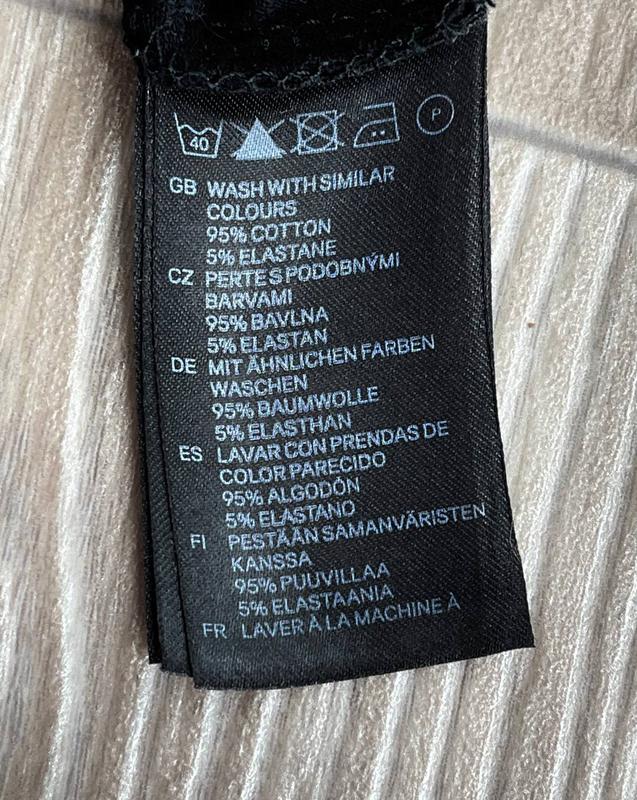 40 P
GB WASH WITH SIMILAR
COLOURS
95% COTTON
5% ELASTANE
CZ PERTE S PODOBNÝMI
BARVAMI
95% BAVLNA
5% ELASTAN
DE MIT ÄHNLICHEN FARBEN
WASCHEN
95% BAUMWOLLE
5% ELASTHAN
ES LAVAR CON PRENDAS DE
COLOR PARECIDO
95% ALGODÓN
5% ELASTANO
FI PESTÄÄN SAMANVÄRISTEN
KANSSA
95% PUUVILLAA
5% ELASTAANIA
FR LAVER À LA MACHINE À